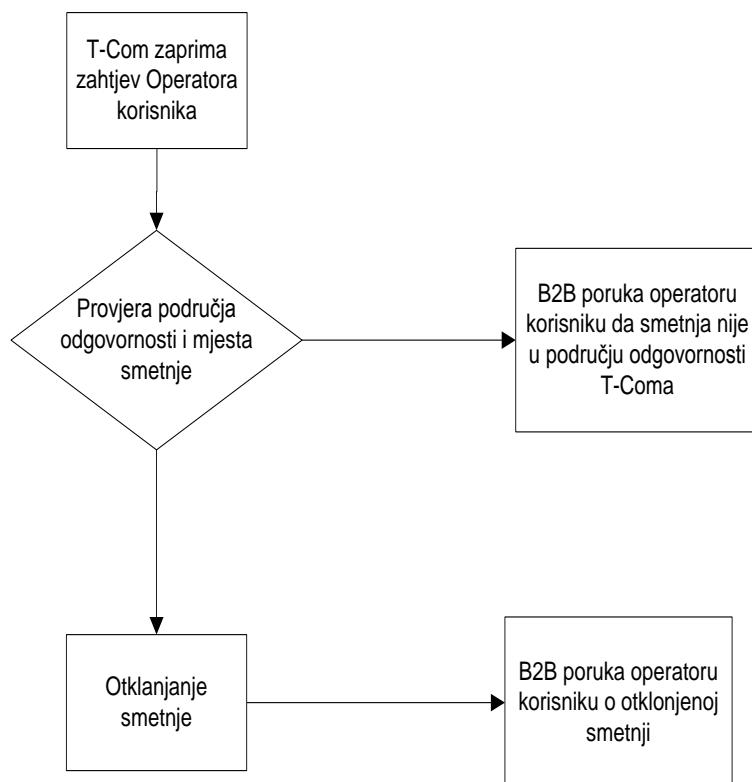 T-Com zaprima
zahtjev Operatora
korisnika
Provjera područja
odgovornosti i mjesta
smetnje
B2B poruka operatoru
korisniku da smetnja nije
u području odgovornosti
T-Coma
Otklanjanje
smetnje
B2B poruka operatoru
korisniku o otklonjenoj
smetnji